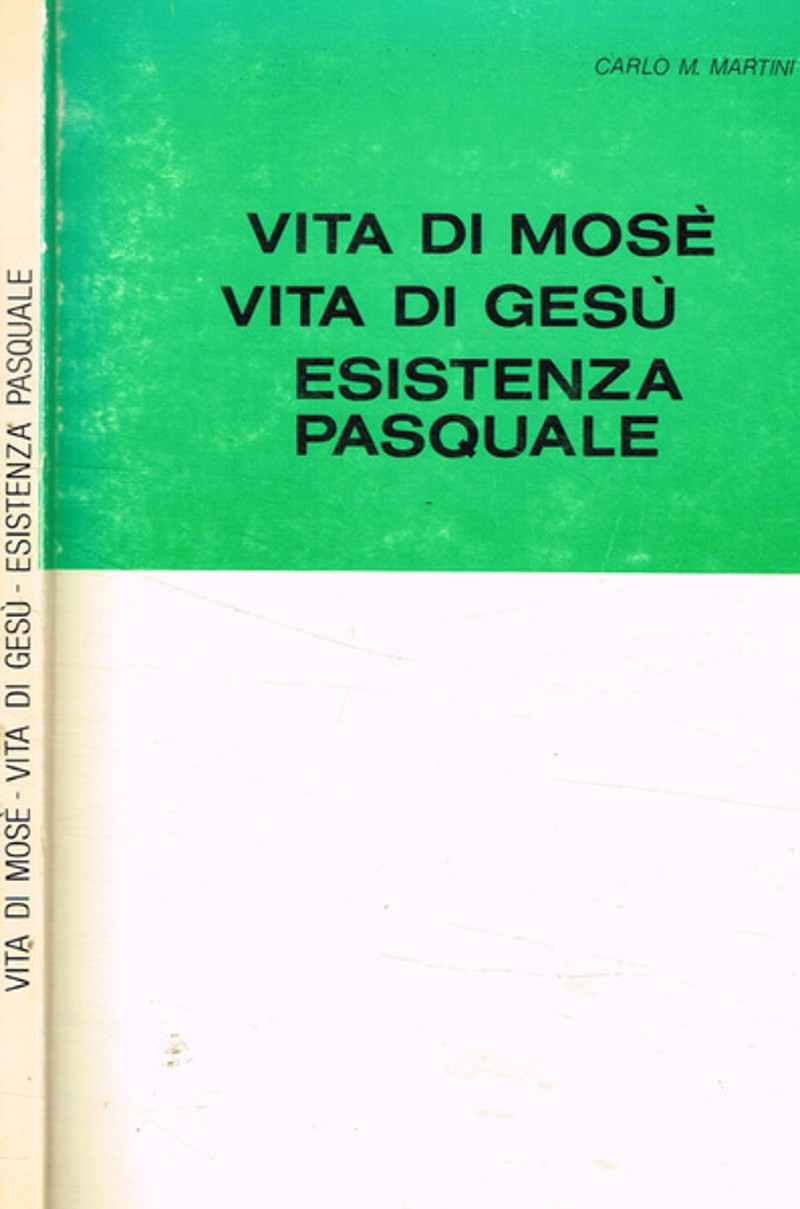 CARLO M. MARTINI
VITA DI MOSÈ
VITA DI GESÙ
ESISTENZA
PASQUALE
VITA DI MOSÈ - VITA DI GESÙ - ESISTENZA PASQUALE